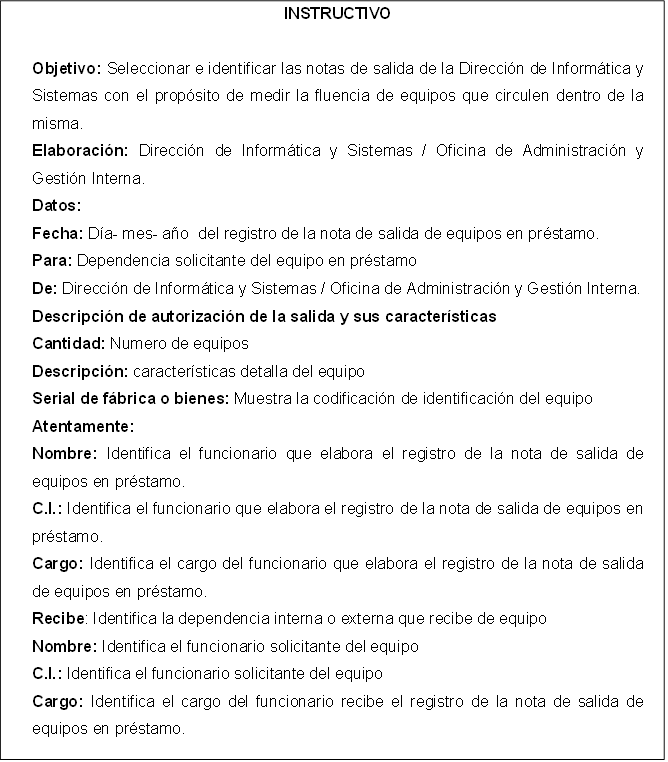 INSTRUCTIVO
Objetivo: Seleccionar e identificar las notas de salida de la Dirección de Informática y
Sistemas con el propósito de medir la fluencia de equipos que circulen dentro de la
misma.
Elaboración: Dirección de Informática y Sistemas / Oficina de Administración y
Gestión Interna.
Datos:
Fecha: Día- mes- año  del registro de la nota de salida de equipos en préstamo.
Para: Dependencia solicitante del equipo en préstamo
De: Dirección de Informática y Sistemas / Oficina de Administración y Gestión Interna.
Descripción de autorización de la salida y sus características
Cantidad: Numero de equipos
Descripción: características detalla del equipo
Serial de fábrica o bienes: Muestra la codificación de identificación del equipo
Atentamente:
Nombre: Identifica el funcionario que elabora el registro de la nota de salida de
equipos en préstamo.
C.I.: Identifica el funcionario que elabora el registro de la nota de salida de equipos en
préstamo.
Cargo: Identifica el cargo del funcionario que elabora el registro de la nota de salida
de equipos en préstamo.
Recibe: Identifica la dependencia interna o externa que recibe de equipo
Nombre: Identifica el funcionario solicitante del equipo
C.I.: Identifica el funcionario solicitante del equipo
Cargo: Identifica el cargo del funcionario recibe el registro de la nota de salida de
equipos en préstamo.